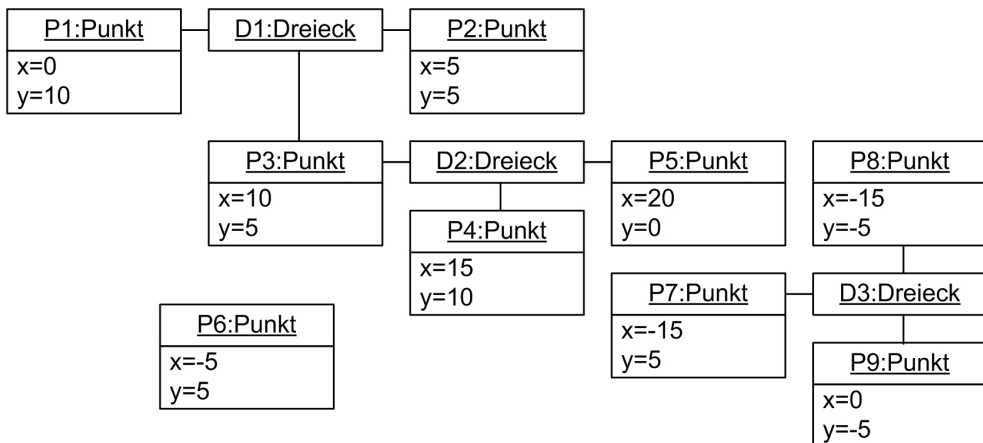 P1:Punkt
x=0
y=10
D1:Dreieck
P2:Punkt
x=5
y=5
P3:Punkt
x=10
y=5
D2:Dreieck
P5:Punkt
x=20
y=0
P8:Punkt
x=-15
y=-5
P4:Punkt
x=15
y=10
P7:Punkt
x=-15
y=5
D3:Dreieck
P6:Punkt
x=-5
y=5
P9:Punkt
x=0
y=-5